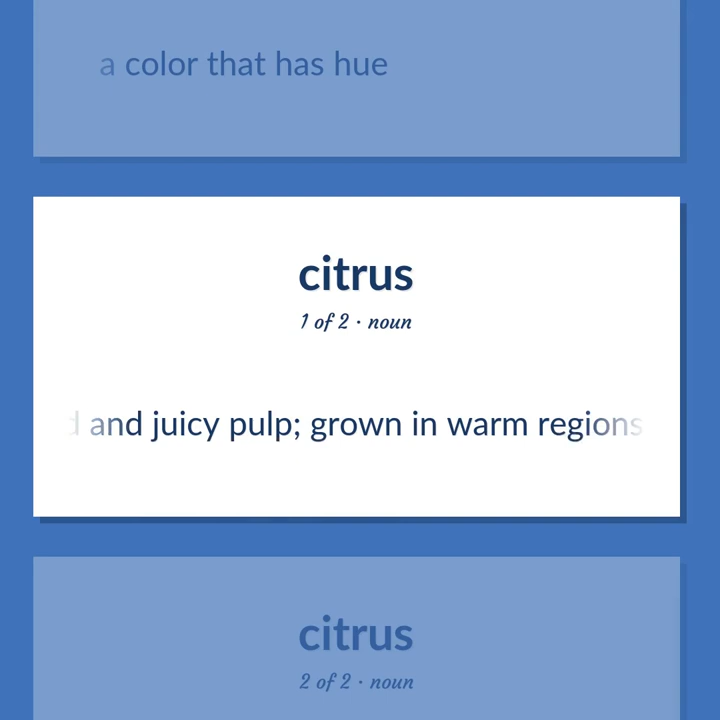 a color that has hue
citrus
1 of 2 · noun
d and juicy pulp; grown in warm regions
citrus
2 of 2 · noun